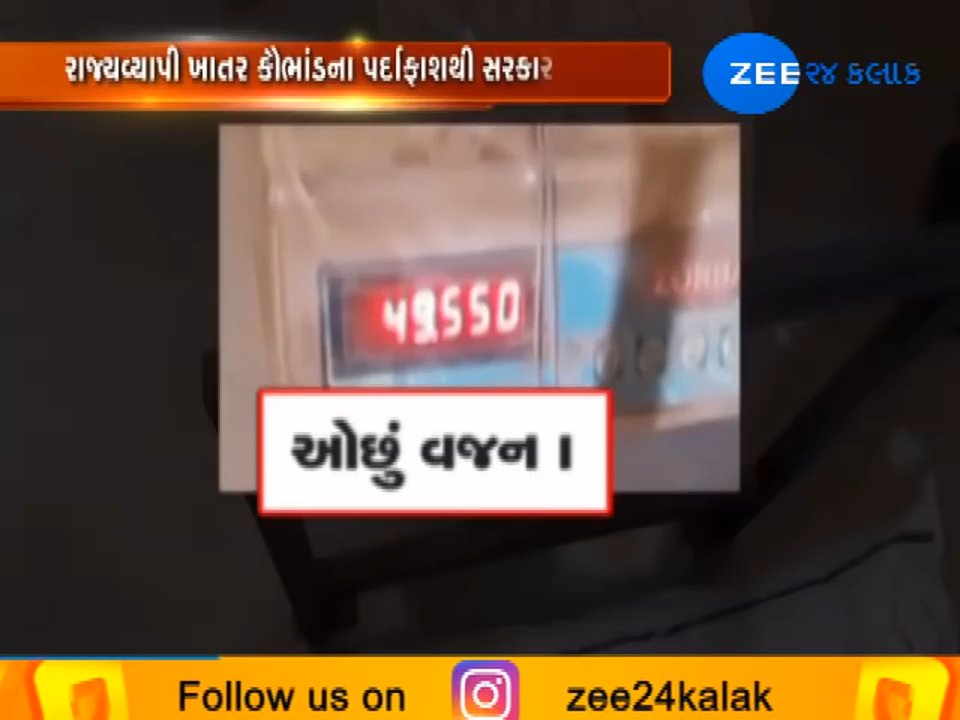 રાજ્યવ્યાપી ખાતર કૌભાંડના પર્દાફાશથી સરકાર
ZEE ૨૪ કલાક
49.550
ઓછું વજન ।
Follow us on zee24kalak